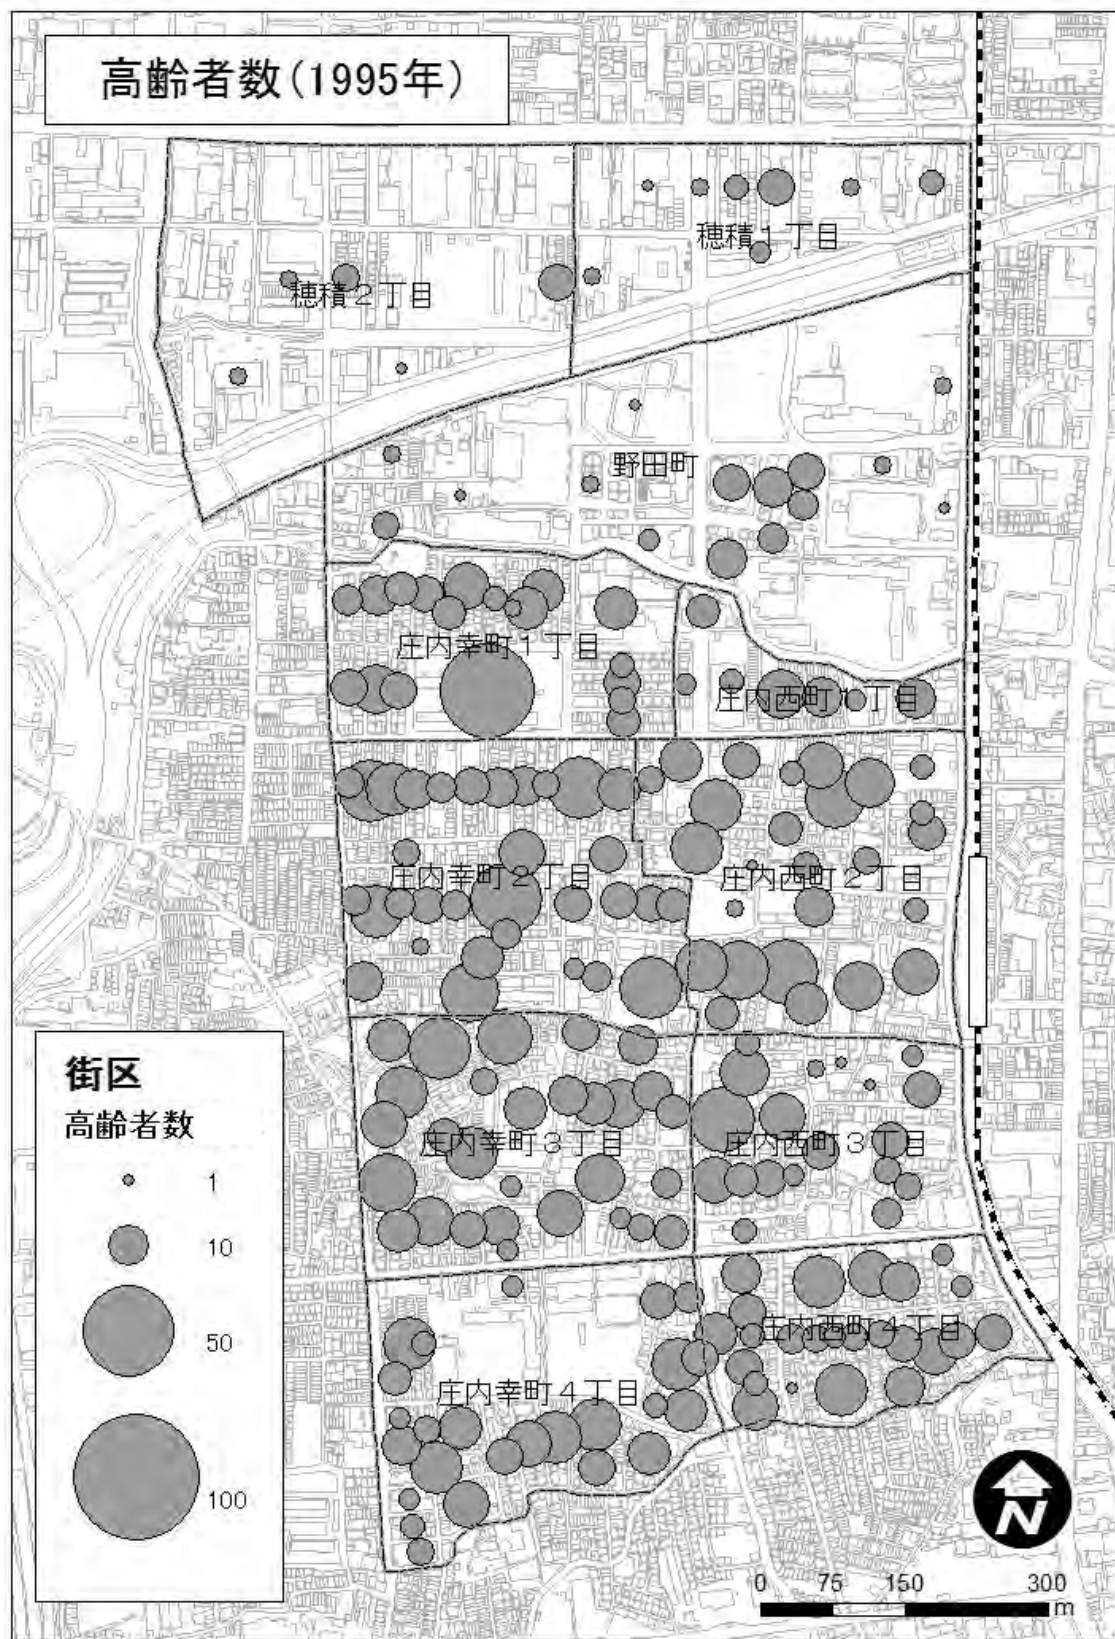 高齢者数(1995年)
穂積1丁目
穂積2丁目
野田町
庄内幸町1丁目
庄内西町1丁目
庄内幸町2丁目
庄内西町2丁目
庄内幸町3丁目
庄内西町3丁目
庄内西町4丁目
庄内幸町4丁目
街区
高齢者数
1
10
50
100
N
0 75 150 300
m